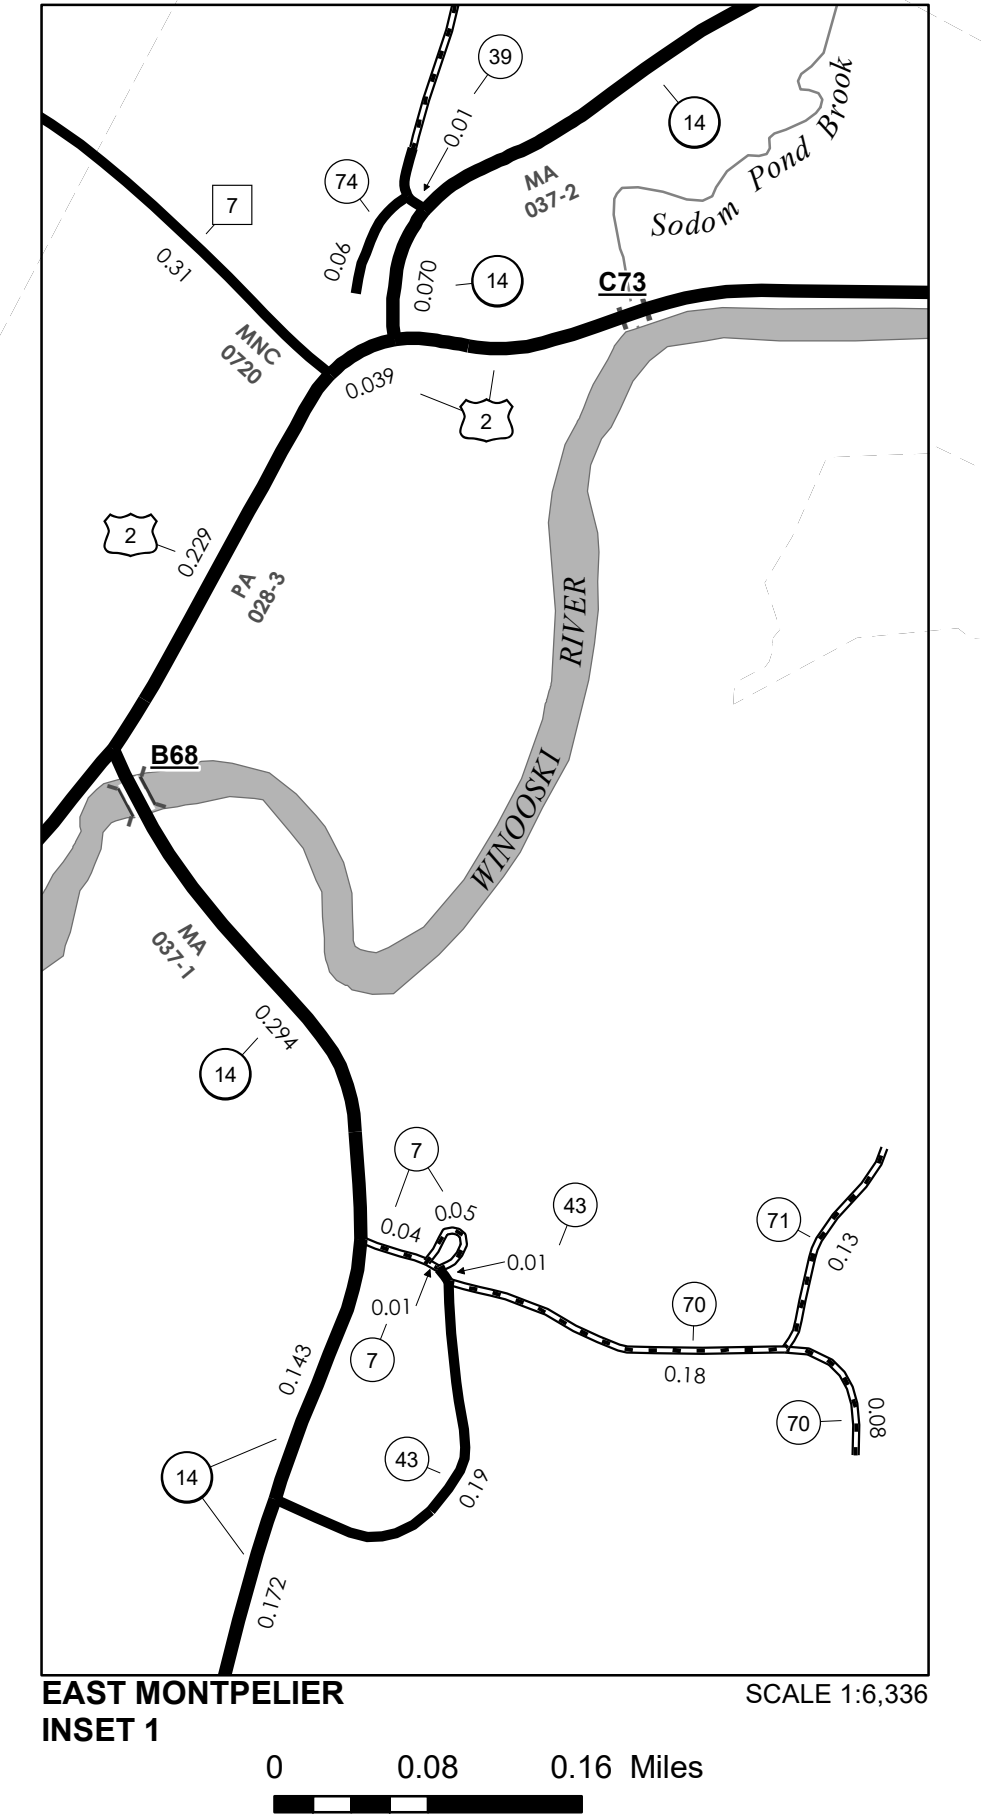 39
0.01
14
Sodom Pond Brook
74
MA
037-2
7
0.31
0.06
0.070
14
C73
MNC
0720
0.039
2
2
0.229
PA
028-3
RIVER
WINOOSKI
B68
MA
037-1
0.294
14
7
0.05
0.04
43
0.01
71
0.13
0.01
7
70
0.18
0.143
70
0.08
43
0.19
14
0.172
EAST MONTPELIER
INSET 1
SCALE 1:6,336
0 0.08 0.16 Miles